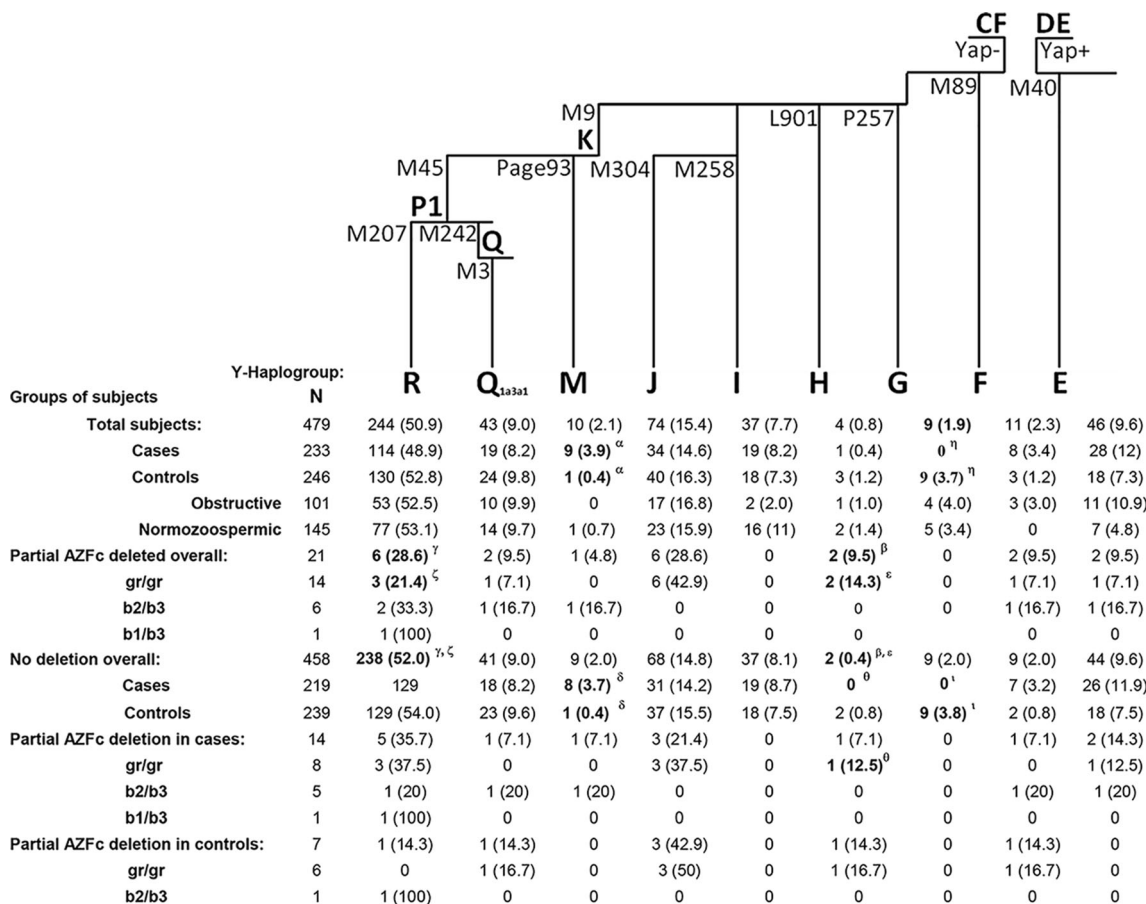 CF DE
Yap- Yap+
M89 M40
M9 L901 P257
K
M45 Page93 M304 M258
P1
M207 M242 Q
M3
Y-Haplogroup: R Q1a3a1 M J I H G F E
Groups of subjects N
Total subjects: 479 244 (50.9) 43 (9.0) 10 (2.1) 74 (15.4) 37 (7.7) 4 (0.8) 9 (1.9) 11 (2.3) 46 (9.6)
Cases 233 114 (48.9) 19 (8.2) 9 (3.9) α 34 (14.6) 19 (8.2) 1 (0.4) 0 η 8 (3.4) 28 (12)
Controls 246 130 (52.8) 24 (9.8) 1 (0.4) α 40 (16.3) 18 (7.3) 3 (1.2) 9 (3.7) η 3 (1.2) 18 (7.3)
Obstructive 101 53 (52.5) 10 (9.9) 0 17 (16.8) 2 (2.0) 1 (1.0) 4 (4.0) 3 (3.0) 11 (10.9)
Normozoospermic 145 77 (53.1) 14 (9.7) 1 (0.7) 23 (15.9) 16 (11) 2 (1.4) 5 (3.4) 0 7 (4.8)
Partial AZFc deleted overall: 21 6 (28.6) γ 2 (9.5) 1 (4.8) 6 (28.6) 0 2 (9.5) β 0 2 (9.5) 2 (9.5)
gr/gr 14 3 (21.4) ζ 1 (7.1) 0 6 (42.9) 0 2 (14.3) ε 0 1 (7.1) 1 (7.1)
b2/b3 6 2 (33.3) 1 (16.7) 1 (16.7) 0 0 0 0 1 (16.7) 1 (16.7)
b1/b3 1 1 (100) 0 0 0 0 0 0 0 0
No deletion overall: 458 238 (52.0) γ, ζ 41 (9.0) 9 (2.0) 68 (14.8) 37 (8.1) 2 (0.4) β, ε 9 (2.0) 9 (2.0) 44 (9.6)
Cases 219 129 18 (8.2) 8 (3.7) δ 31 (14.2) 19 (8.7) 0 θ 0 ι 7 (3.2) 26 (11.9)
Controls 239 129 (54.0) 23 (9.6) 1 (0.4) δ 37 (15.5) 18 (7.5) 2 (0.8) 9 (3.8) ι 2 (0.8) 18 (7.5)
Partial AZFc deletion in cases: 14 5 (35.7) 1 (7.1) 1 (7.1) 3 (21.4) 0 1 (7.1) 0 1 (7.1) 2 (14.3)
gr/gr 8 3 (37.5) 0 0 3 (37.5) 0 1 (12.5) θ 0 0 1 (12.5)
b2/b3 5 1 (20) 1 (20) 1 (20) 0 0 0 0 1 (20) 1 (20)
b1/b3 1 1 (100) 0 0 0 0 0 0 0 0
Partial AZFc deletion in controls: 7 1 (14.3) 1 (14.3) 0 3 (42.9) 0 1 (14.3) 0 1 (14.3) 0
gr/gr 6 0 1 (16.7) 0 3 (50) 0 1 (16.7) 0 1 (16.7) 0
b2/b3 1 1 (100) 0 0 0 0 0 0 0 0